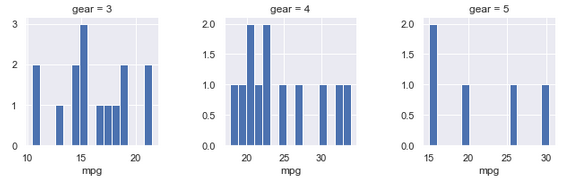 gear = 3
3
2
1
0
10 15 20
mpg
gear = 4
2.0
1.5
1.0
0.5
0.0
20 25 30
mpg
gear = 5
2.0
1.5
1.0
0.5
0.0
15 20 25 30
mpg